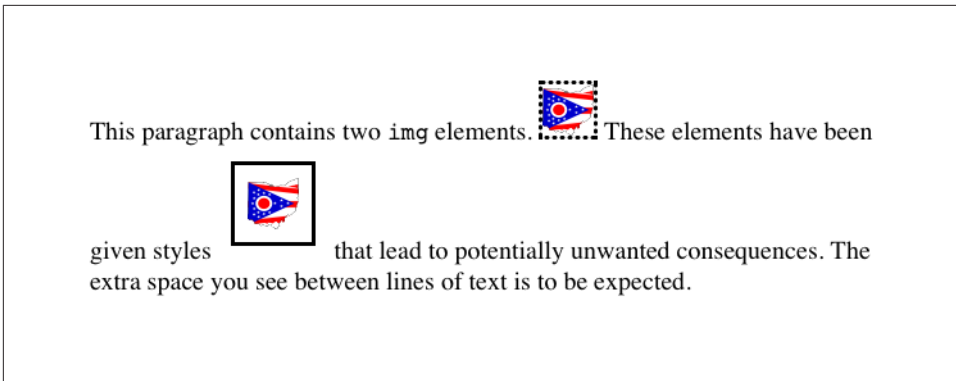 This paragraph contains two img elements. These elements have been
given styles that lead to potentially unwanted consequences. The
extra space you see between lines of text is to be expected.